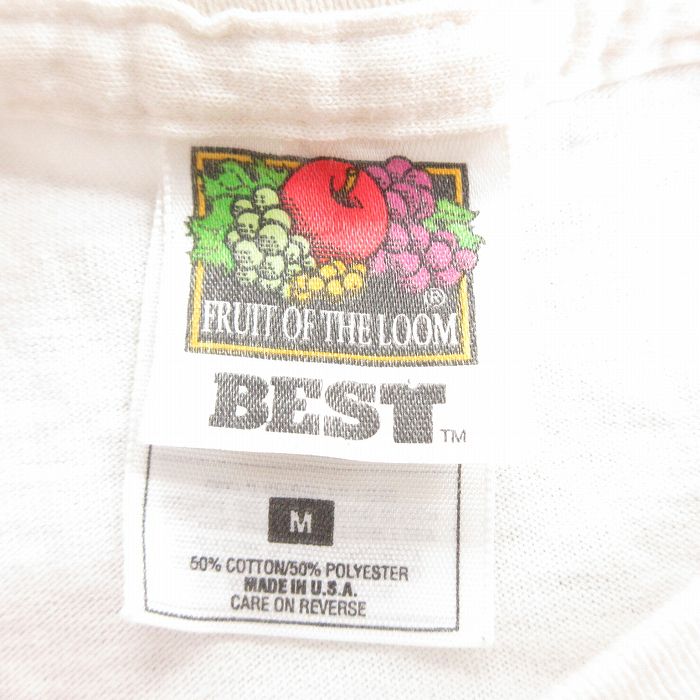 ®
FRUIT OF THE LOOM
BEST™
M
50% COTTON/50% POLYESTER
MADE IN U.S.A.
CARE ON REVERSE